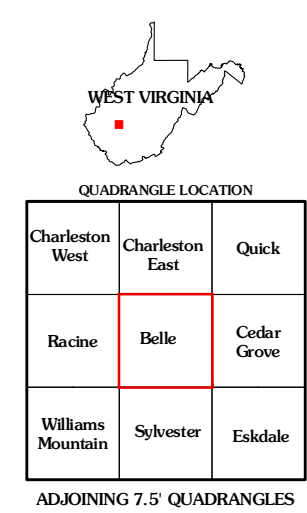 WEST VIRGINIA
QUADRANGLE LOCATION
Charleston
West
Charleston
East
Quick
Racine
Belle
Cedar
Grove
Williams
Mountain
Sylvester
Eskdale
ADJOINING 7.5' QUADRANGLES